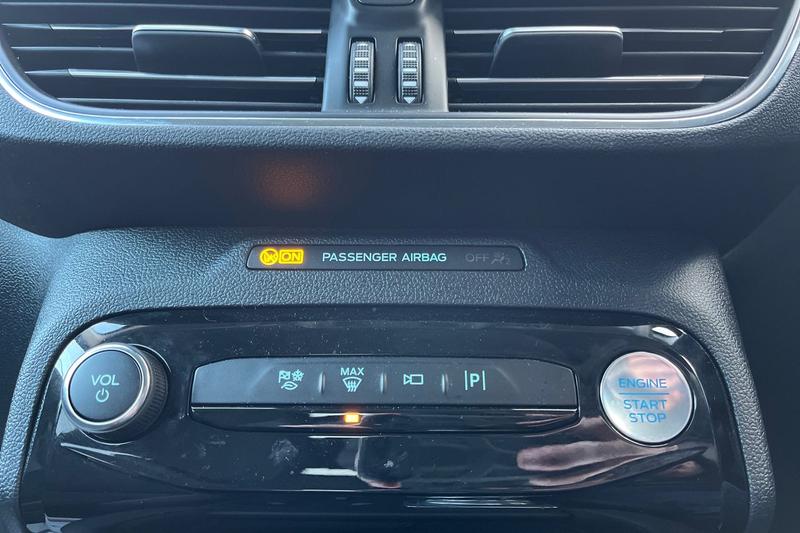 ON PASSENGER AIRBAG OFF
VOL
MAX
P
ENGINE
START
STOP